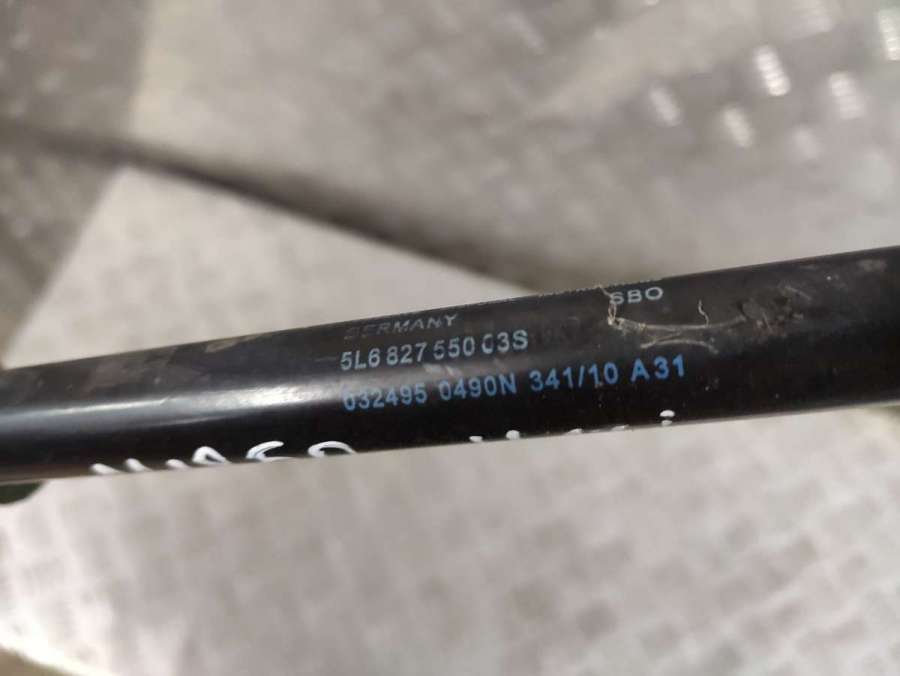 SBO
GERMANY
5L6 827 550 03S
032495 0490N 341/10 A31